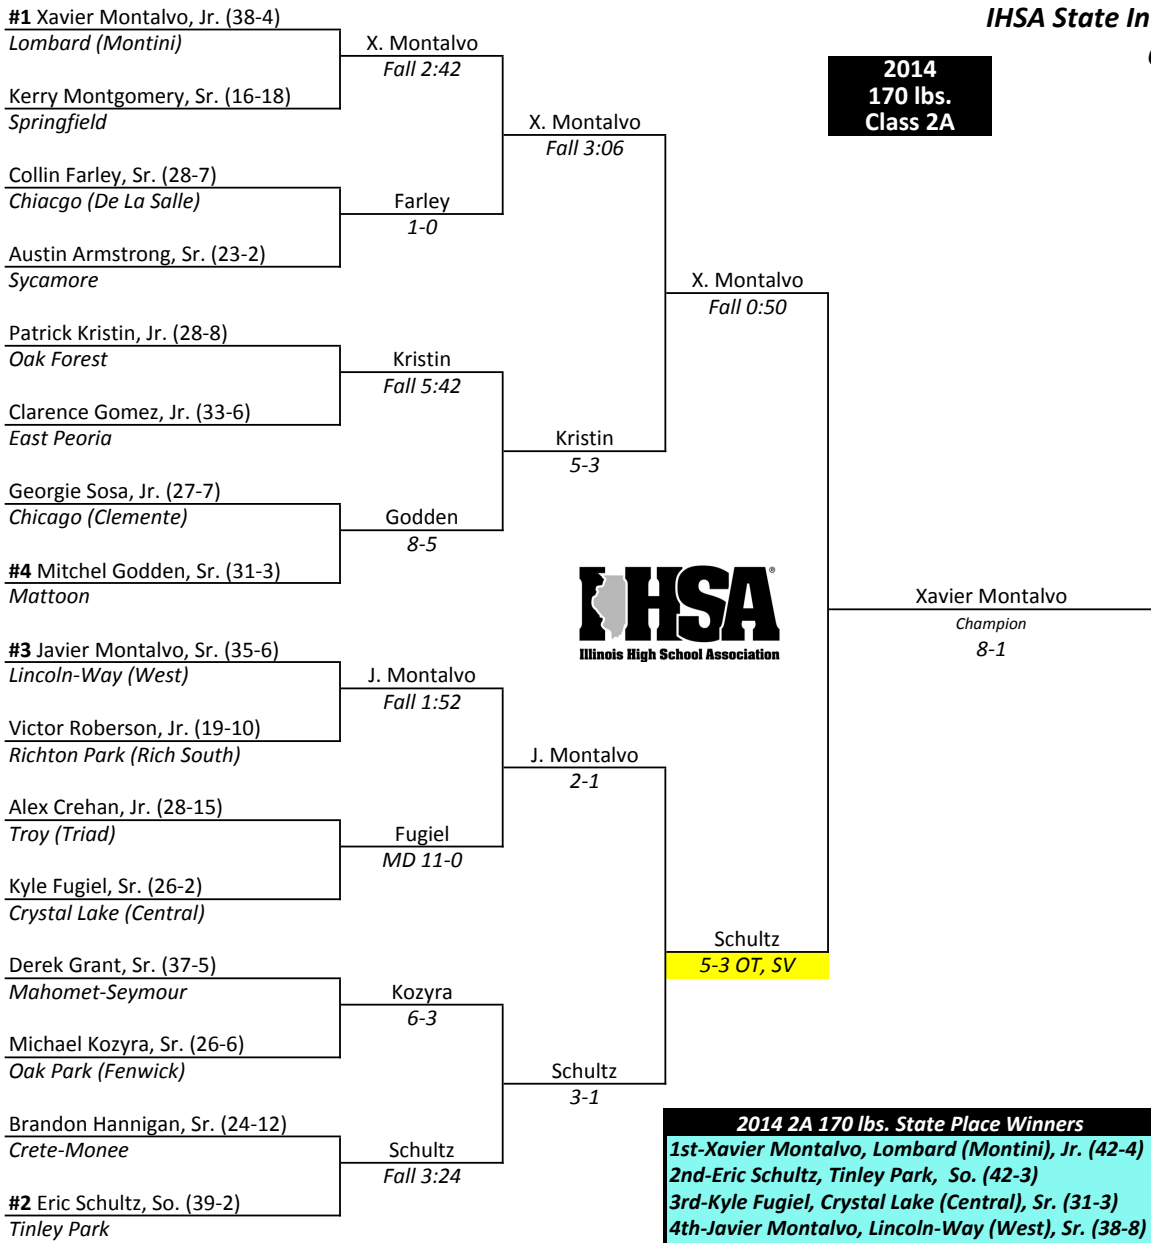 IHSA State In
2014
170 lbs.
Class 2A
#1 Xavier Montalvo, Jr. (38-4)
Lombard (Montini)
Kerry Montgomery, Sr. (16-18)
Springfield
Collin Farley, Sr. (28-7)
Chiacgo (De La Salle)
Austin Armstrong, Sr. (23-2)
Sycamore
Patrick Kristin, Jr. (28-8)
Oak Forest
Clarence Gomez, Jr. (33-6)
East Peoria
Georgie Sosa, Jr. (27-7)
Chicago (Clemente)
#4 Mitchel Godden, Sr. (31-3)
Mattoon
#3 Javier Montalvo, Sr. (35-6)
Lincoln-Way (West)
Victor Roberson, Jr. (19-10)
Richton Park (Rich South)
Alex Crehan, Jr. (28-15)
Troy (Triad)
Kyle Fugiel, Sr. (26-2)
Crystal Lake (Central)
Derek Grant, Sr. (37-5)
Mahomet-Seymour
Michael Kozyra, Sr. (26-6)
Oak Park (Fenwick)
Brandon Hannigan, Sr. (24-12)
Crete-Monee
#2 Eric Schultz, So. (39-2)
Tinley Park
X. Montalvo
Fall 2:42
Farley
1-0
Kristin
Fall 5:42
Godden
8-5
J. Montalvo
Fall 1:52
Fugiel
MD 11-0
Kozyra
6-3
Schultz
Fall 3:24
X. Montalvo
Fall 3:06
Kristin
5-3
J. Montalvo
2-1
Schultz
3-1
X. Montalvo
Fall 0:50
Schultz
5-3 OT, SV
Xavier Montalvo
Champion
8-1
IHSA®
Illinois High School Association
2014 2A 170 lbs. State Place Winners
1st-Xavier Montalvo, Lombard (Montini), Jr. (42-4)
2nd-Eric Schultz, Tinley Park, So. (42-3)
3rd-Kyle Fugiel, Crystal Lake (Central), Sr. (31-3)
4th-Javier Montalvo, Lincoln-Way (West), Sr. (38-8)